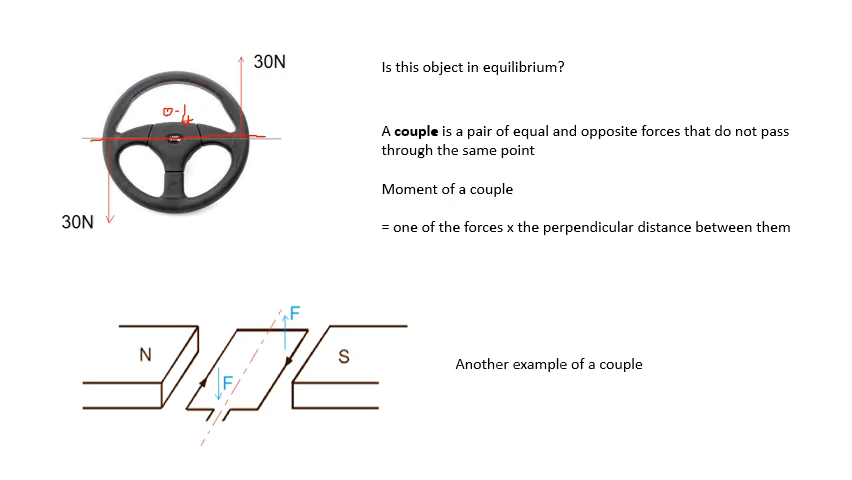 30N
Is this object in equilibrium?
0.4
A couple is a pair of equal and opposite forces that do not pass
through the same point
Moment of a couple
30N
= one of the forces x the perpendicular distance between them
F
N
S
F
Another example of a couple